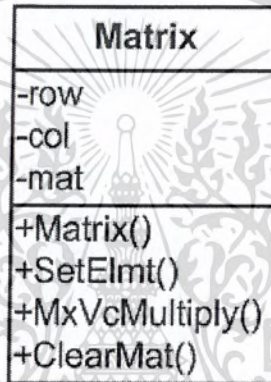 Matrix
-row
-col
-mat
+Matrix()
+SetElmt()
+MxVcMultiply()
+ClearMat()